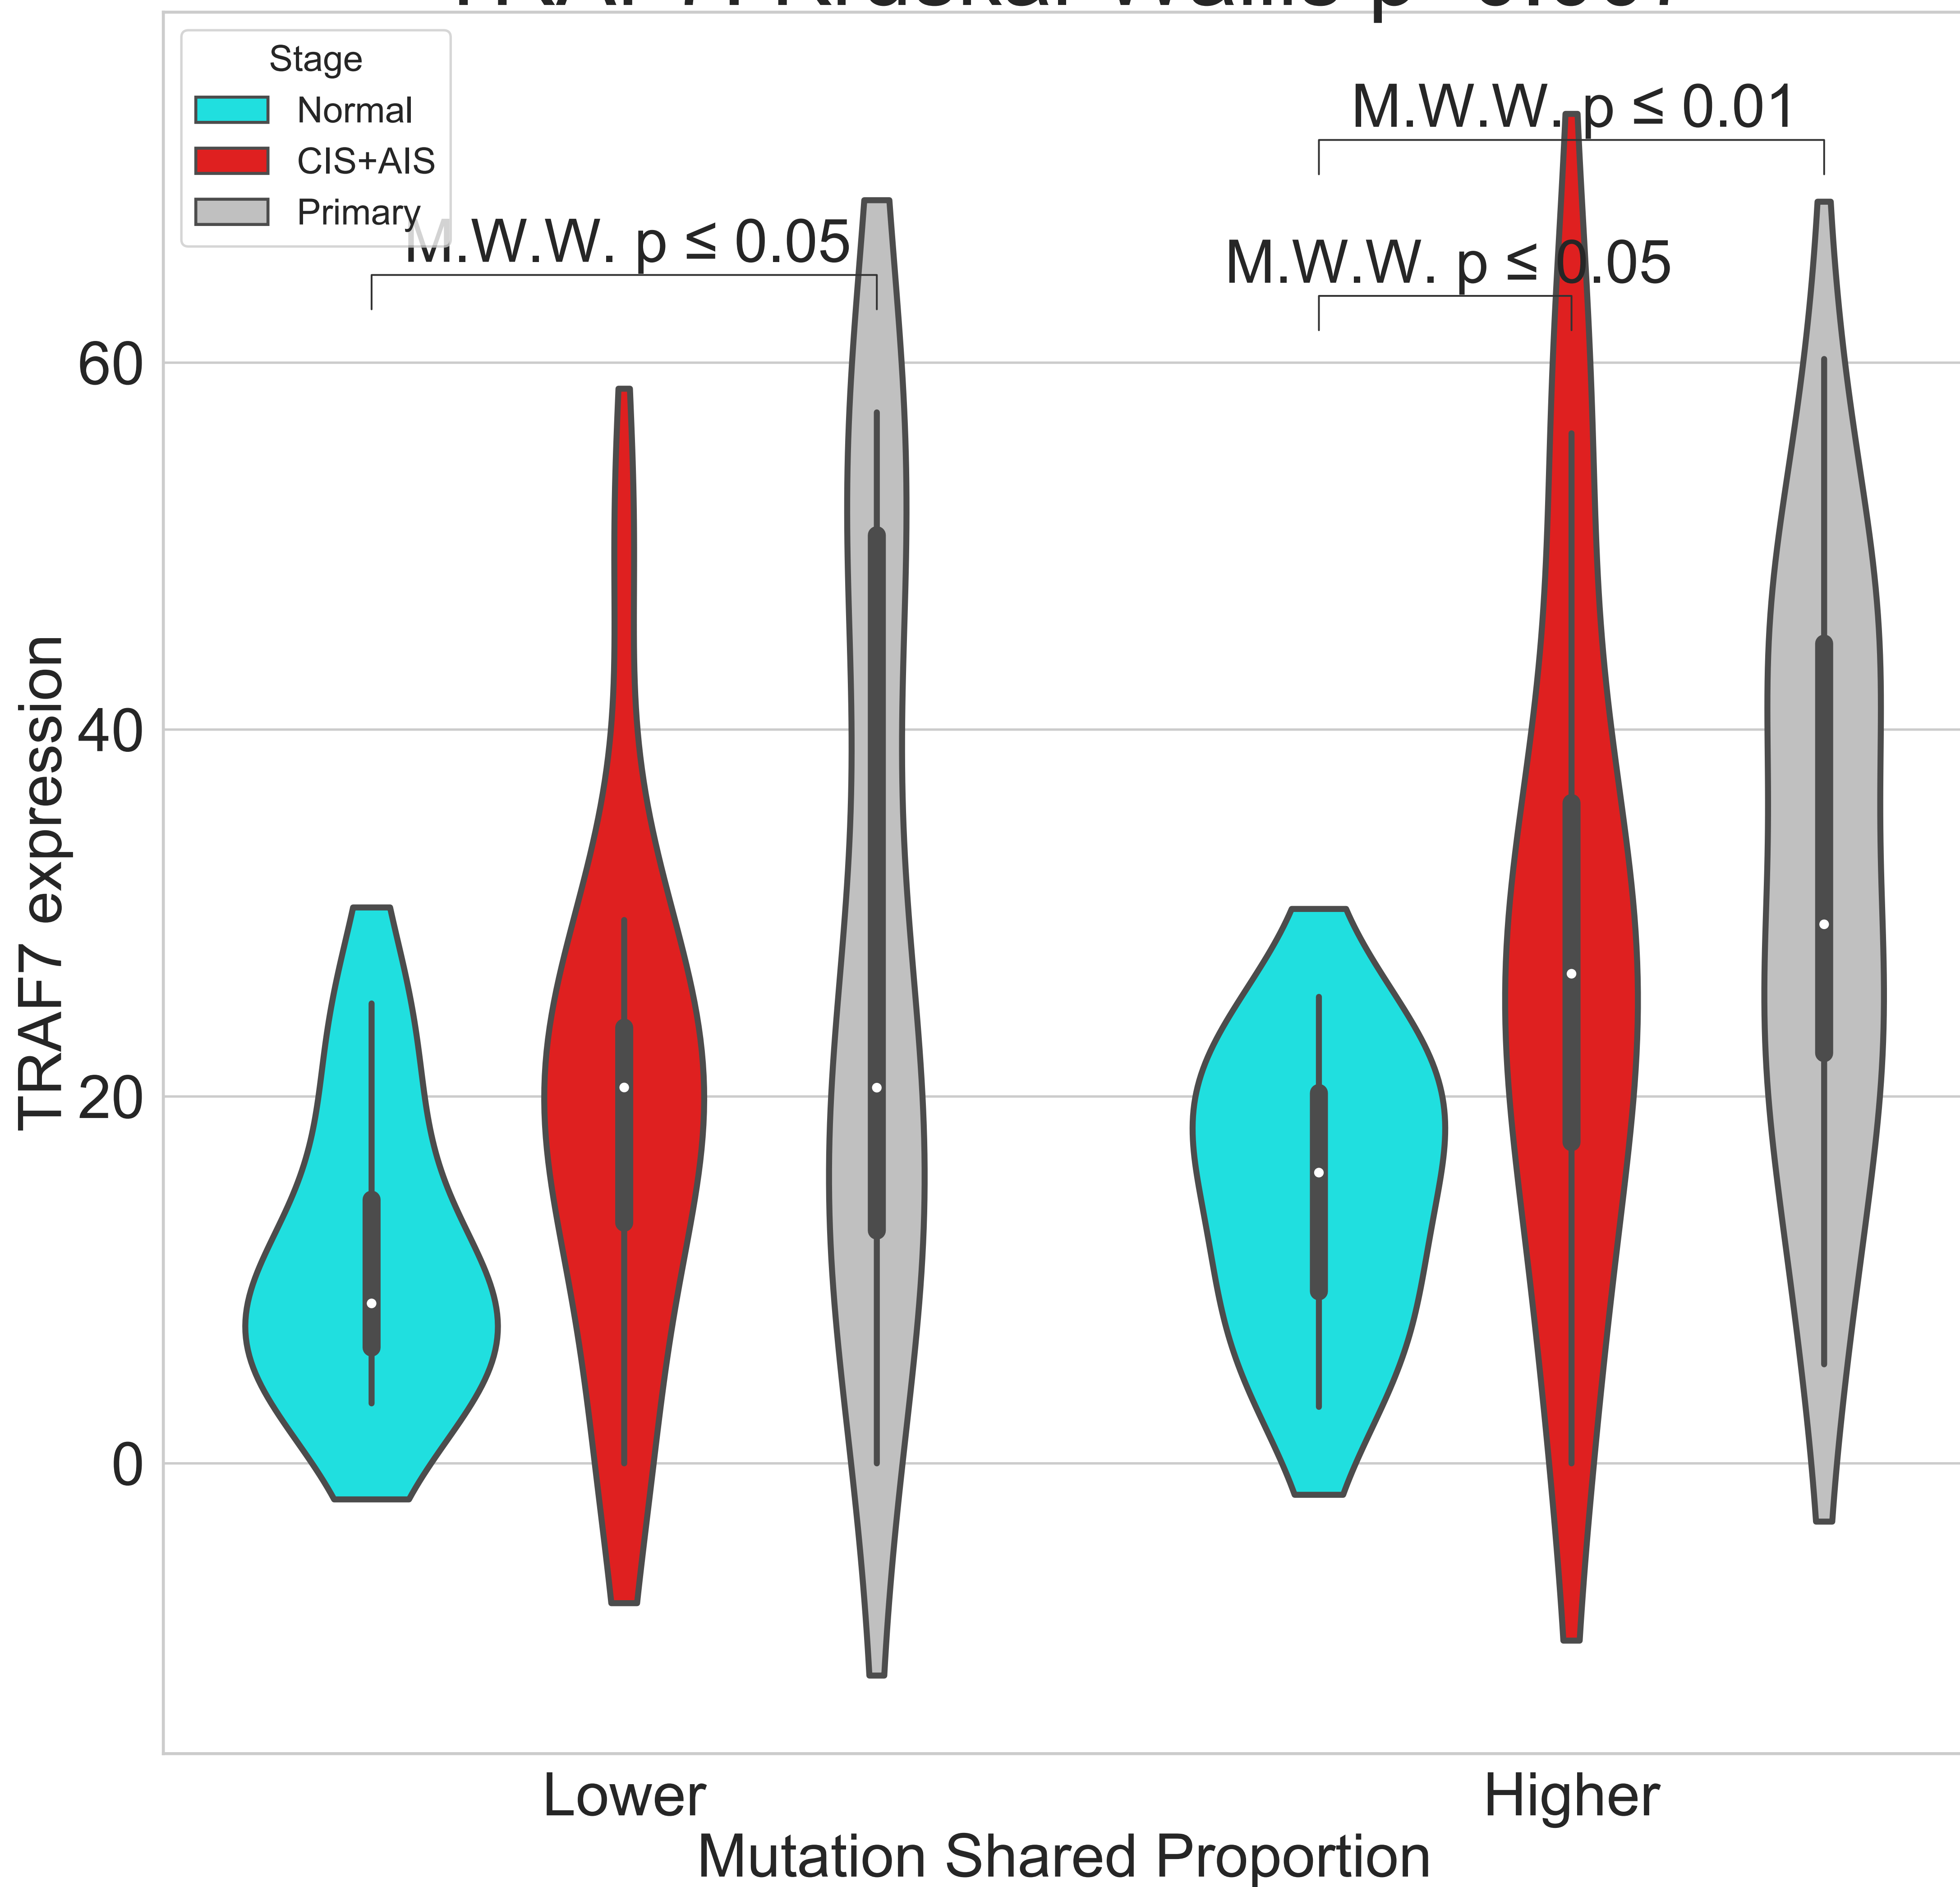 Stage
Normal
CIS+AIS
Primary
M.W.W. p ≤ 0.01
M.W.W. p ≤ 0.05
M.W.W. p ≤ 0.05
60
40
20
0
TRAF7 expression
Lower
Higher
Mutation Shared Proportion